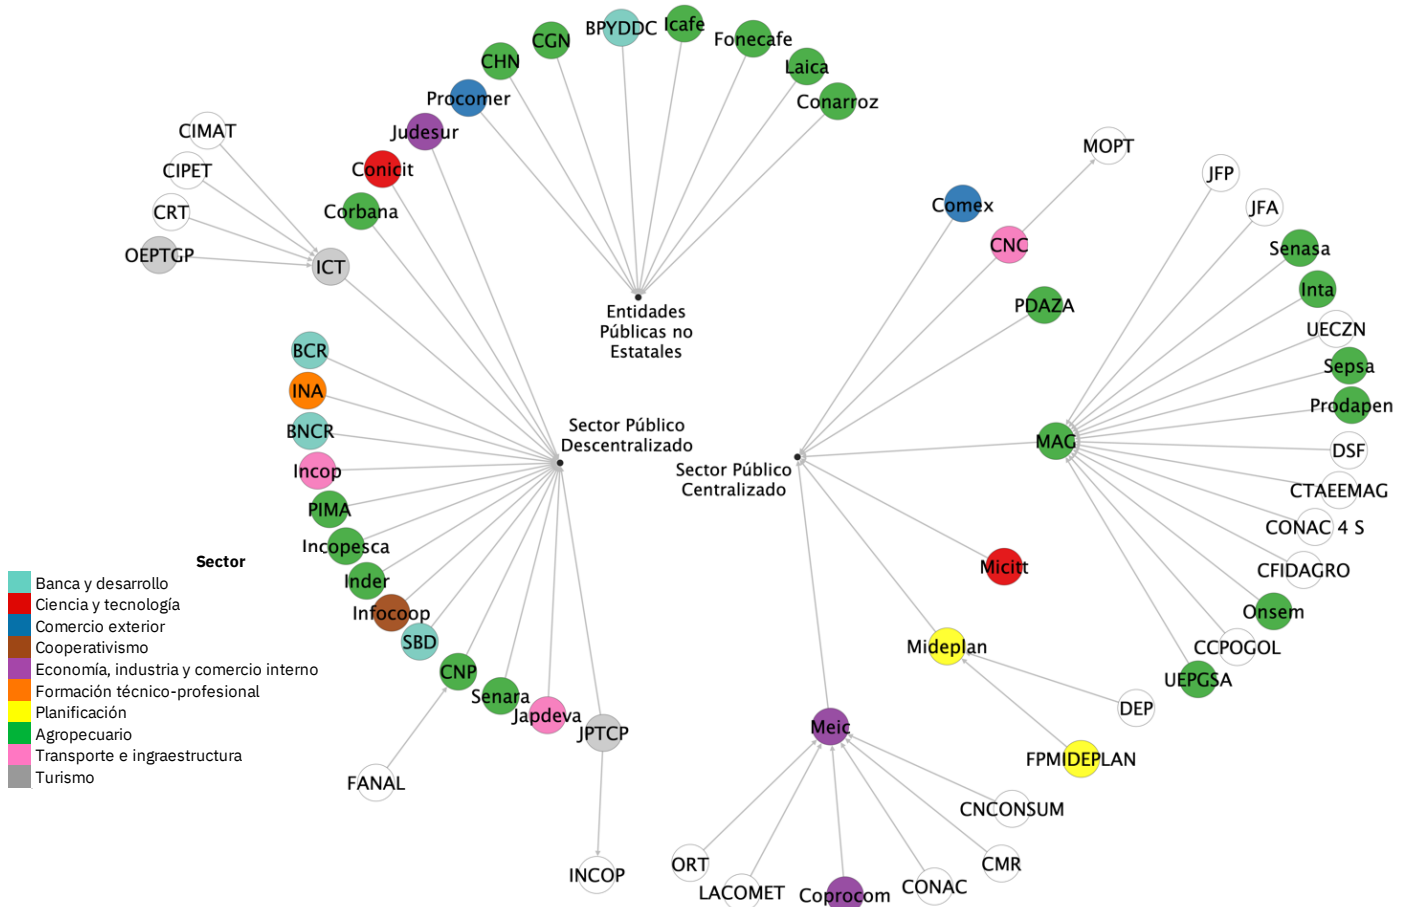 CGN
BPYDDC
Icafe
Fonecafe
CHN
Laica
Procomer
Conarroz
Judesur
CIMAT
Conicit
CIPET
Corbana
CRT
OEPTGP
ICT
Entidades
Públicas no
Estatales
MOPT
JFP
Comex
JFA
CNC
Senasa
Inta
PDAZA
UECZN
Sepsa
Prodapen
MAG
DSF
CTAEEMAG
CONAC 4 S
CFIDAGRO
Onsem
CCPOGOL
UEPGSA
BCR
INA
BNCR
Incop
PIMA
Incopesca
Inder
Infocoop
SBD
CNP
Senara
Japdeva
JPTCP
FANAL
INCOP
Sector Público
Descentralizado
Sector Público
Centralizado
Micitt
Mideplan
DEP
FPMIDEPLAN
Meic
CNCONSUM
ORT
LACOMET
Coprocom
CONAC
CMR
Sector
Banca y desarrollo
Ciencia y tecnología
Comercio exterior
Cooperativismo
Economía, industria y comercio interno
Formación técnico-profesional
Planificación
Agropecuario
Transporte e ingraestructura
Turismo